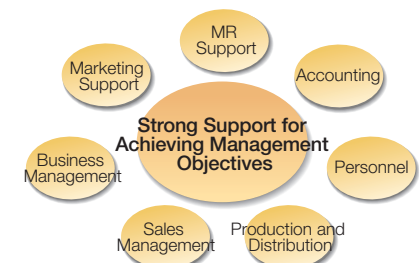 MR
Support
Marketing
Support
Accounting
Strong Support for
Achieving Management
Objectives
Business
Management
Personnel
Sales
Management
Production and
Distribution